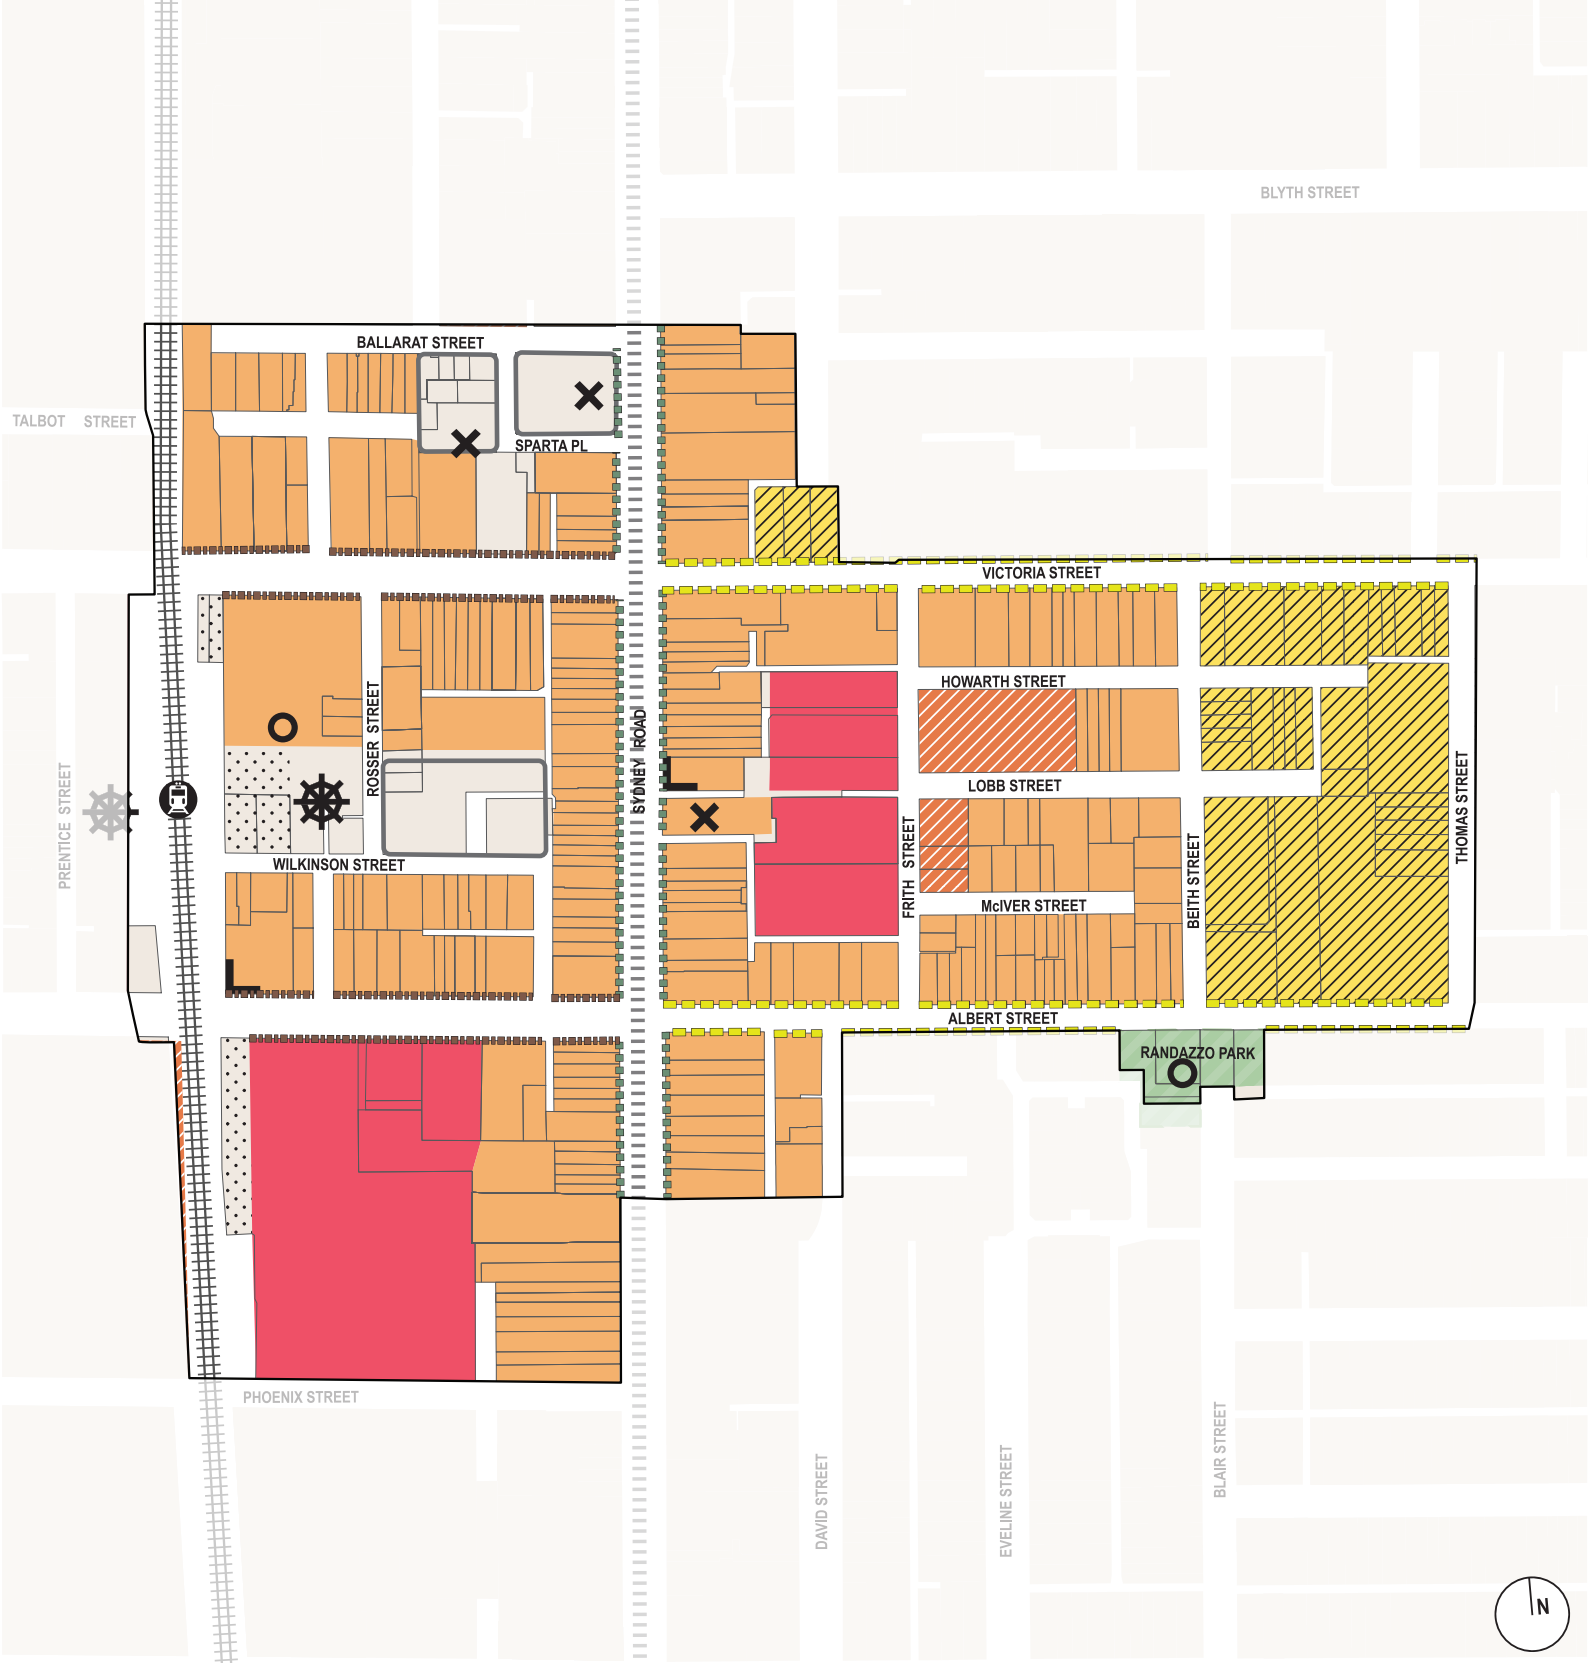 BLYTH STREET
BALLARAT STREET
TALBOT STREET
SPARTA PL
VICTORIA STREET
HOWARTH STREET
ROSSER STREET
SYDNEY ROAD
PRENTICE STREET
LOBB STREET
THOMAS STREET
FRITH STREET
BEITH STREET
WILKINSON STREET
McIVER STREET
ALBERT STREET
RANDAZZO PARK
PHOENIX STREET
DAVID STREET
EVELINE STREET
BLAIR STREET
N